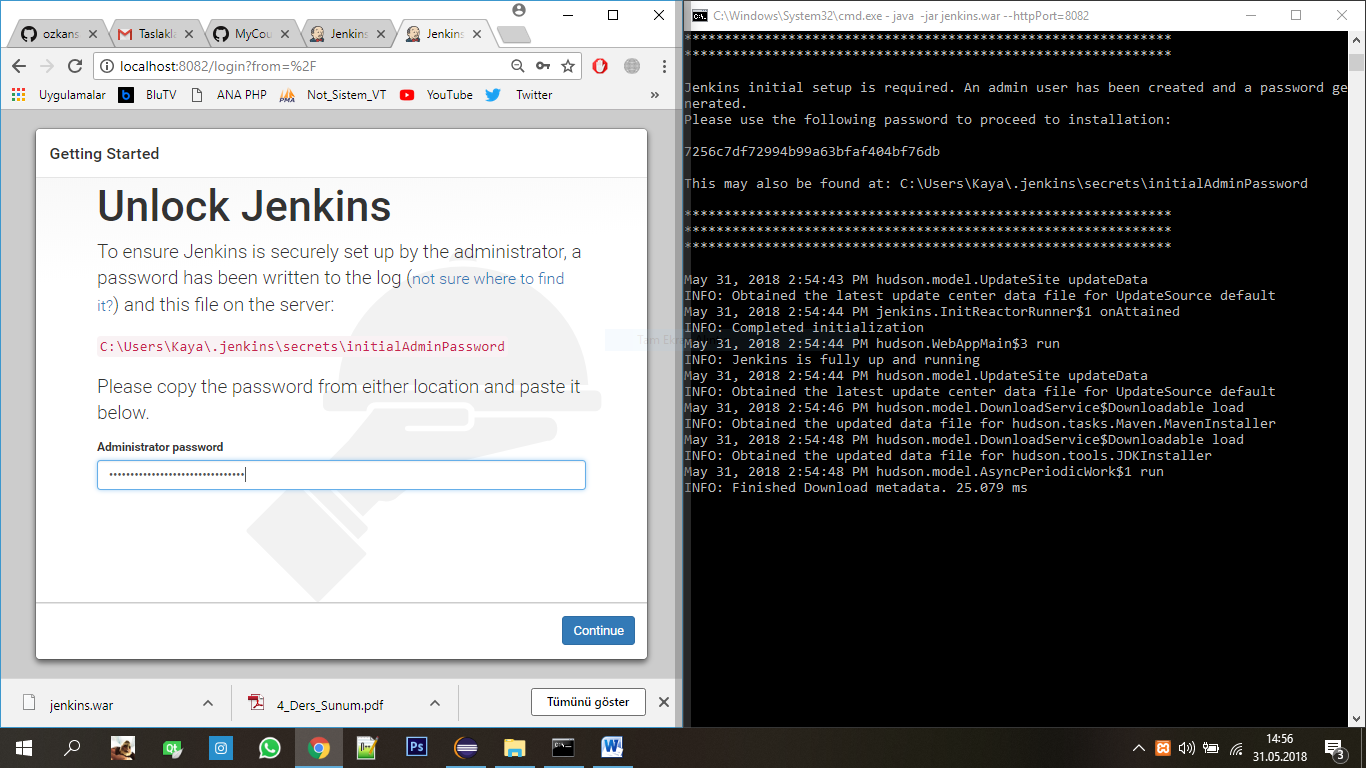 ozkans
Taslakla
MyCou
Jenkins
Jenkins
localhost:8082/login?from=%2F
Uygulamalar
b
BluTV
ANA PHP
PMA
Not_Sistem_VT
YouTube
Twitter
»
Getting Started
Unlock Jenkins
To ensure Jenkins is securely set up by the administrator, a
password has been written to the log (not sure where to find
it?) and this file on the server:
C:\Users\Kaya\.jenkins\secrets\initialAdminPassword
Please copy the password from either location and paste it
below.
Administrator password
••••••••••••••••••••••••••••••••
Continue
jenkins.war
4_Ders_Sunum.pdf
Tümünü göster
C:\Windows\System32\cmd.exe - java  -jar jenkins.war --httpPort=8082
*************************************************************
*************************************************************
Jenkins initial setup is required. An admin user has been created and a password ge
nerated.
Please use the following password to proceed to installation:
7256c7df72994b99a63bfaf404bf76db
This may also be found at: C:\Users\Kaya\.jenkins\secrets\initialAdminPassword
*************************************************************
*************************************************************
*************************************************************
May 31, 2018 2:54:43 PM hudson.model.UpdateSite updateData
INFO: Obtained the latest update center data file for UpdateSource default
May 31, 2018 2:54:44 PM jenkins.InitReactorRunner$1 onAttained
INFO: Completed initialization
Tam Ekra
May 31, 2018 2:54:44 PM hudson.WebAppMain$3 run
INFO: Jenkins is fully up and running
May 31, 2018 2:54:44 PM hudson.model.UpdateSite updateData
INFO: Obtained the latest update center data file for UpdateSource default
May 31, 2018 2:54:46 PM hudson.model.DownloadService$Downloadable load
INFO: Obtained the updated data file for hudson.tasks.Maven.MavenInstaller
May 31, 2018 2:54:48 PM hudson.model.DownloadService$Downloadable load
INFO: Obtained the updated data file for hudson.tools.JDKInstaller
May 31, 2018 2:54:48 PM hudson.model.AsyncPeriodicWork$1 run
INFO: Finished Download metadata. 25.079 ms
Qt
Ps
W
14:56
31.05.2018
3